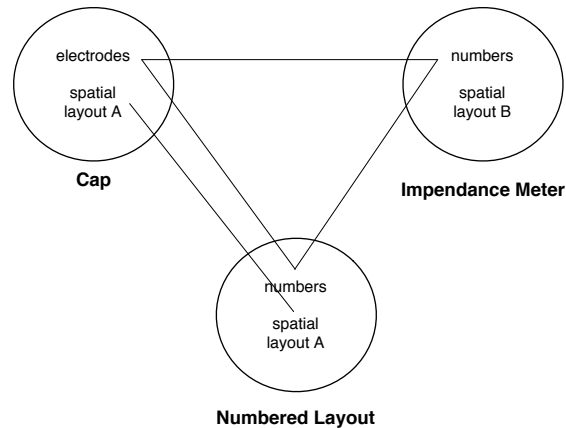 electrodes
spatial
layout A
Cap
numbers
spatial
layout B
Impendance Meter
numbers
spatial
layout A
Numbered Layout